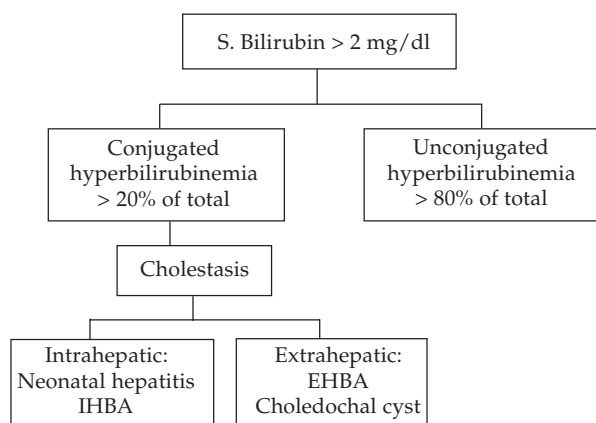 S. Bilirubin > 2 mg/dl
Conjugated
hyperbilirubinemia
> 20% of total
Unconjugated
hyperbilirubinemia
> 80% of total
Cholestasis
Intrahepatic:
Neonatal hepatitis
IHBA
Extrahepatic:
EHBA
Choledochal cyst